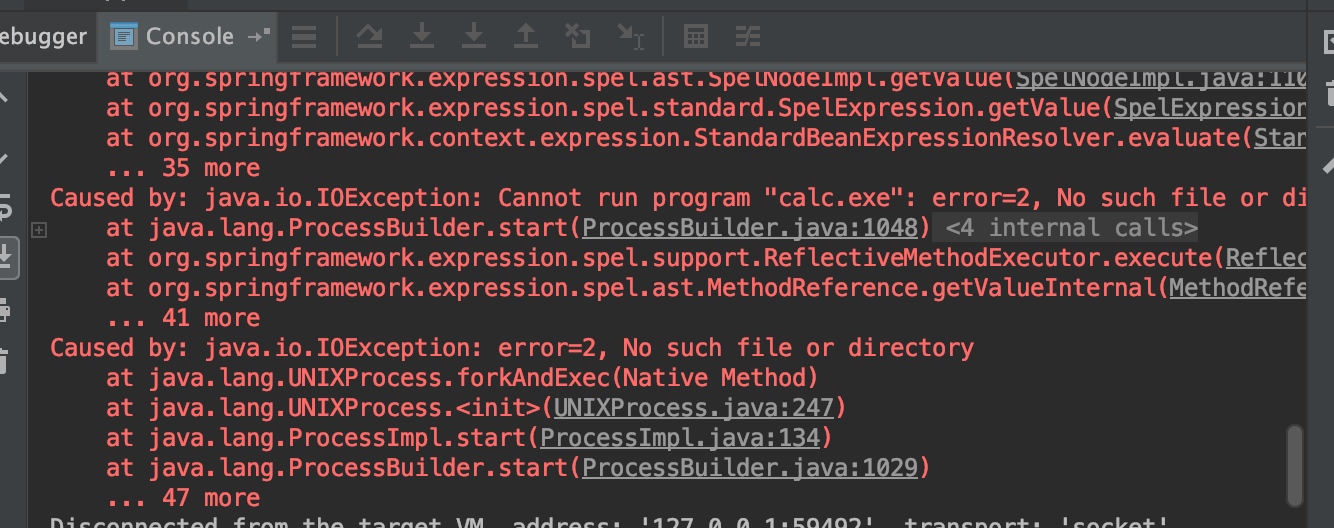 ebugger Console
at org.springframework.expression.spel.ast.SpelNodeImpl.getValue(SpelNodeImpl.java:110
at org.springframework.expression.spel.standard.SpelExpression.getValue(SpelExpression
at org.springframework.context.expression.StandardBeanExpressionResolver.evaluate(Stan
... 35 more
Caused by: java.io.IOException: Cannot run program "calc.exe": error=2, No such file or di
at java.lang.ProcessBuilder.start(ProcessBuilder.java:1048) <4 internal calls>
at org.springframework.expression.spel.support.ReflectiveMethodExecutor.execute(Reflec
at org.springframework.expression.spel.ast.MethodReference.getValueInternal(MethodRefe
... 41 more
Caused by: java.io.IOException: error=2, No such file or directory
at java.lang.UNIXProcess.forkAndExec(Native Method)
at java.lang.UNIXProcess.<init>(UNIXProcess.java:247)
at java.lang.ProcessImpl.start(ProcessImpl.java:134)
at java.lang.ProcessBuilder.start(ProcessBuilder.java:1029)
... 47 more
Disconnected from the target VM, address: '127.0.0.1:59492', transport: 'socket'